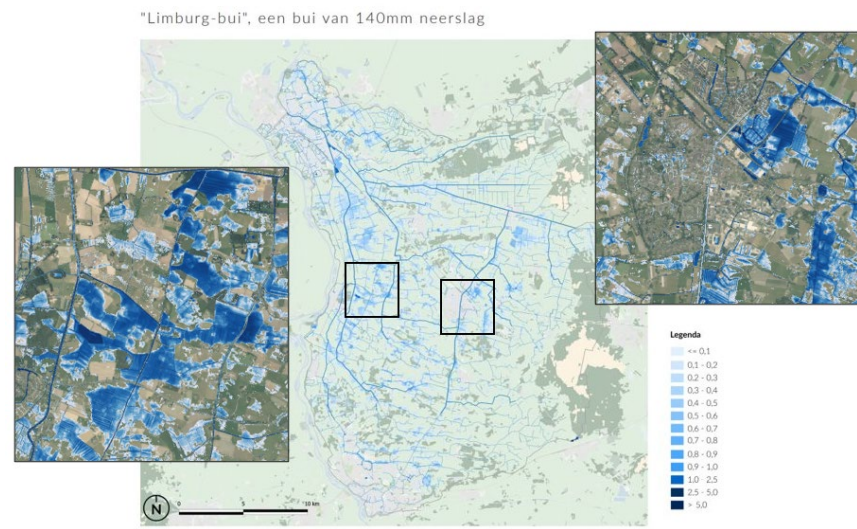 "Limburg-bui", een bui van 140mm neerslag
Legenda
<= 0,1
0,1 - 0,2
0,2 - 0,3
0,3 - 0,4
0,4 - 0,5
0,5 - 0,6
0,6 - 0,7
0,7 - 0,8
0,8 - 0,9
0,9 - 1,0
1,0 - 2,5
2,5 - 5,0
> 5,0
N
0 5 10 km